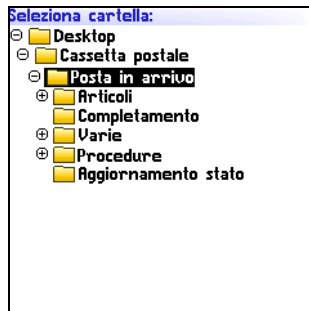 Seleziona cartella:
Desktop
Cassetta postale
Posta in arrivo
Articoli
Completamento
Varie
Procedure
Aggiornamento stato